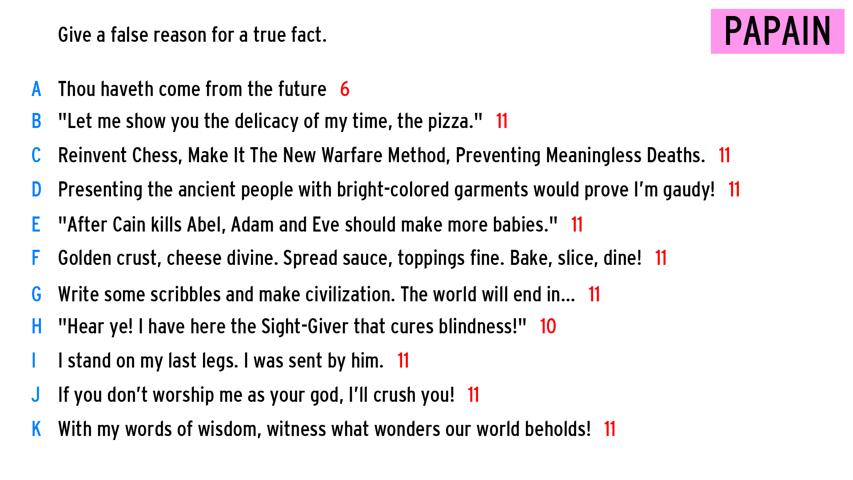 Give a false reason for a true fact.
PAPAIN
A Thou haveth come from the future 6
B "Let me show you the delicacy of my time, the pizza." 11
C Reinvent Chess, Make It The New Warfare Method, Preventing Meaningless Deaths. 11
D Presenting the ancient people with bright-colored garments would prove I'm gaudy! 11
E "After Cain kills Abel, Adam and Eve should make more babies." 11
F Golden crust, cheese divine. Spread sauce, toppings fine. Bake, slice, dine! 11
G Write some scribbles and make civilization. The world will end in... 11
H "Hear ye! I have here the Sight-Giver that cures blindness!" 10
I I stand on my last legs. I was sent by him. 11
J If you don't worship me as your god, I'll crush you! 11
K With my words of wisdom, witness what wonders our world beholds! 11